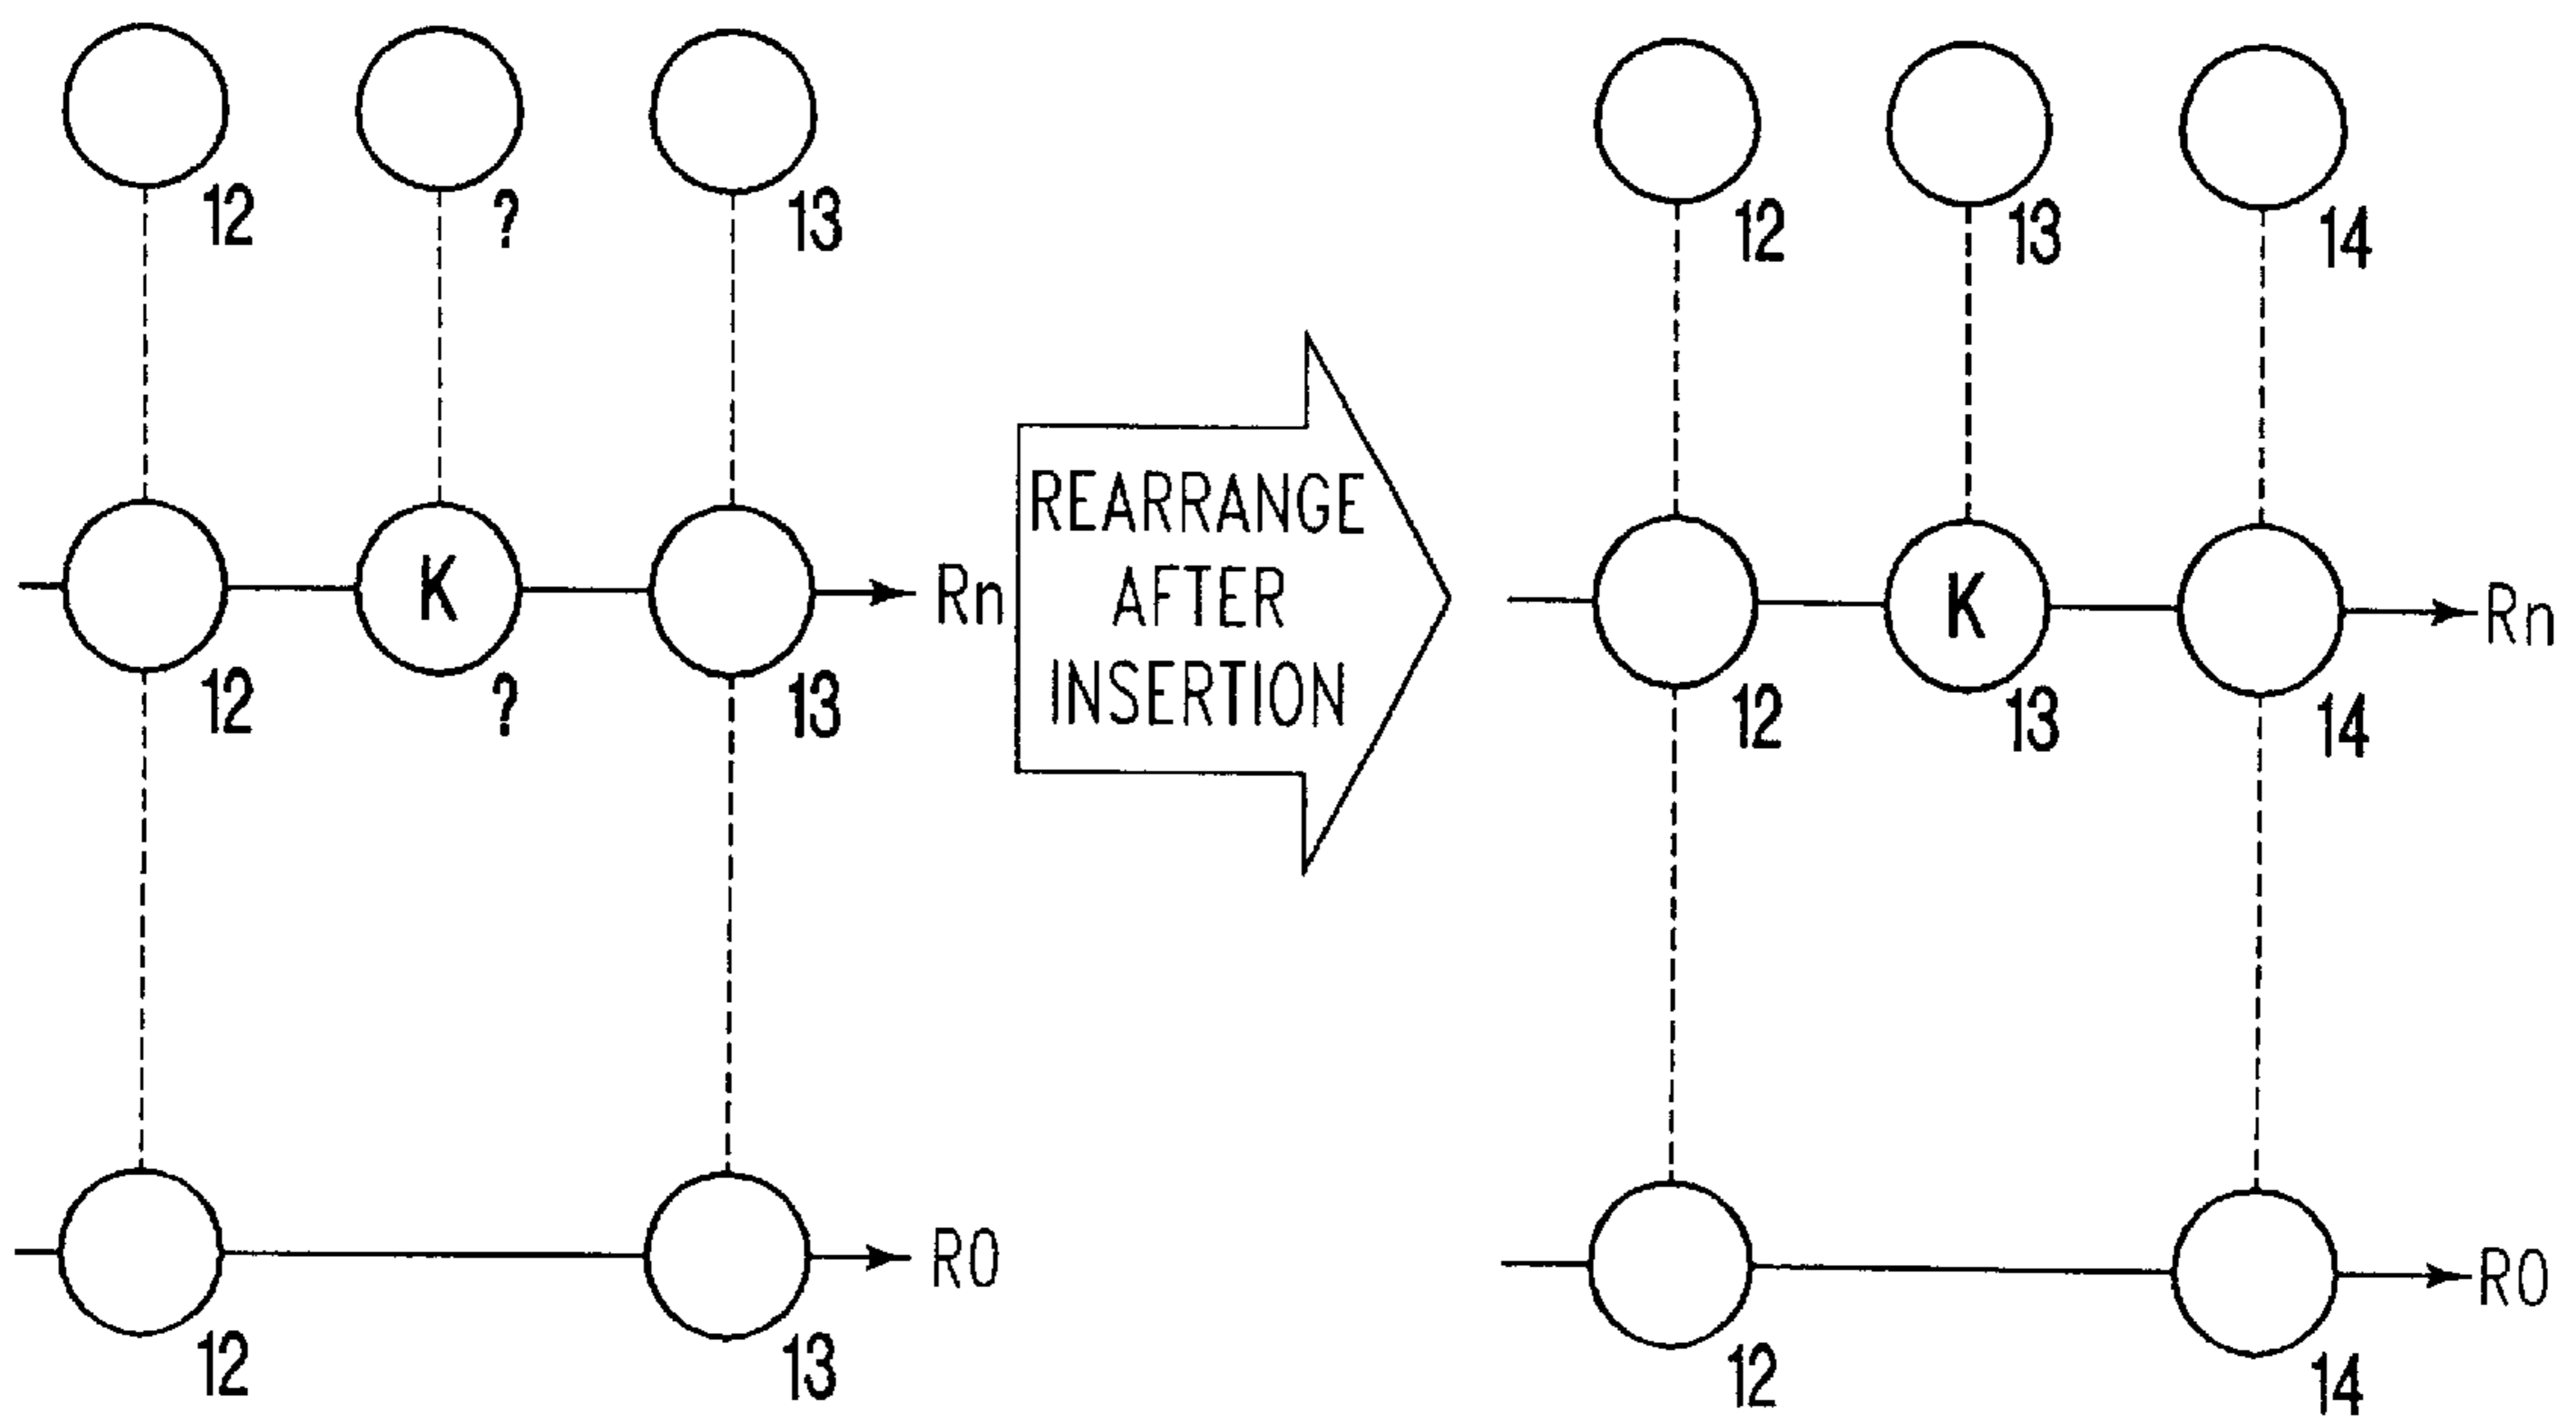 12 ? 13
12 13 14
K Rn
REARRANGE
AFTER
INSERTION
K Rn
12 ? 13
12 13 14
R0
R0
12 13
12 14